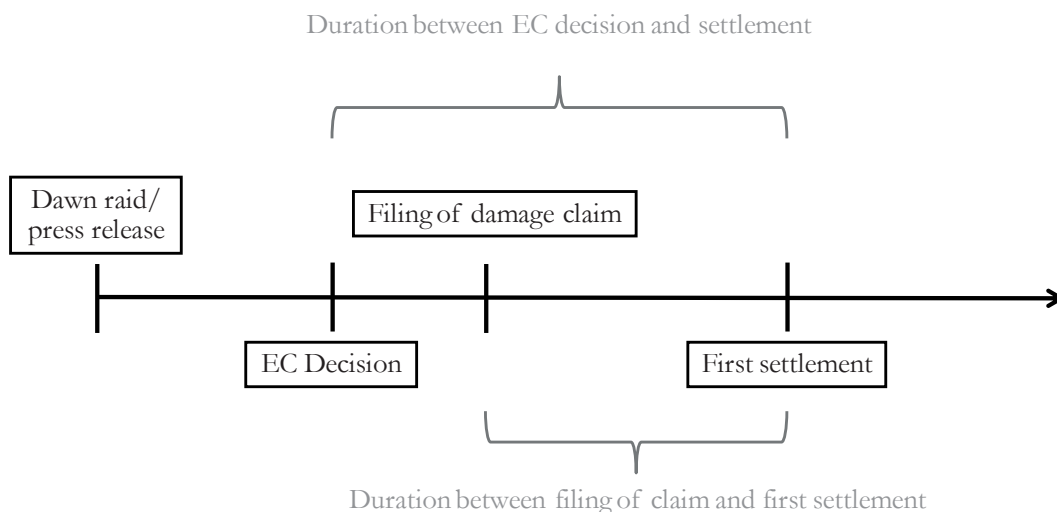 Duration between EC decision and settlement
Dawn raid/
press release
Filing of damage claim
EC Decision
First settlement
Duration between filing of claim and first settlement